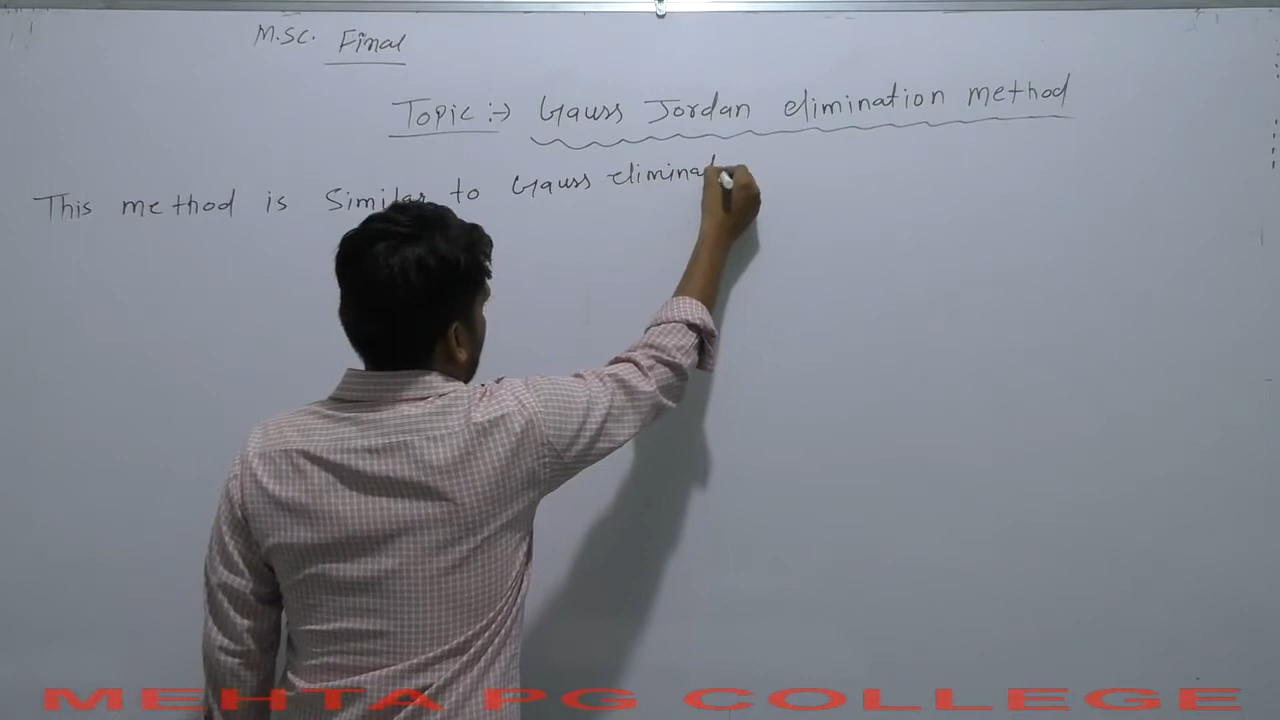 M.SC. Final
Topic :→ Gauss Jordan elimination method
This method is Similar to Gauss eliminat
MEHTA PG COLLEGE